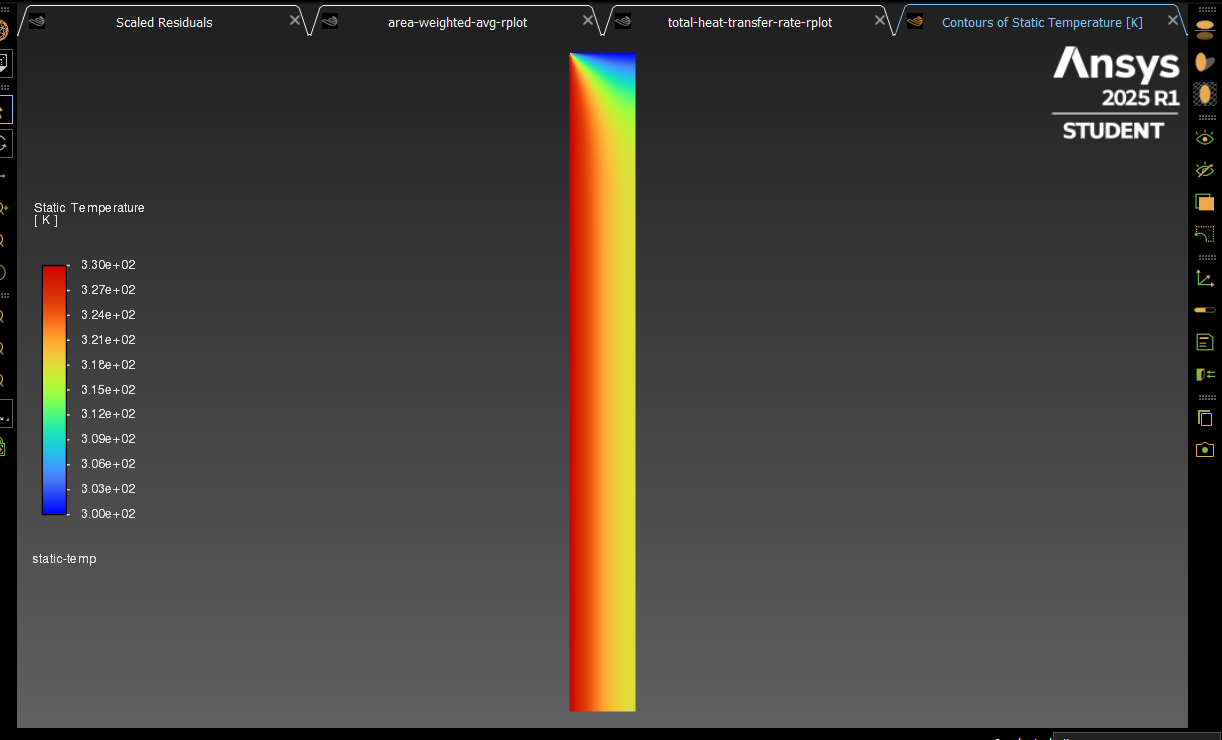 Scaled Residuals
area-weighted-avg-rplot
total-heat-transfer-rate-rplot
Contours of Static Temperature [K]
Ansys
2025 R1
STUDENT
Static Temperature
[ K ]
3.30e+02
3.27e+02
3.24e+02
3.21e+02
3.18e+02
3.15e+02
3.12e+02
3.09e+02
3.06e+02
3.03e+02
3.00e+02
static-temp